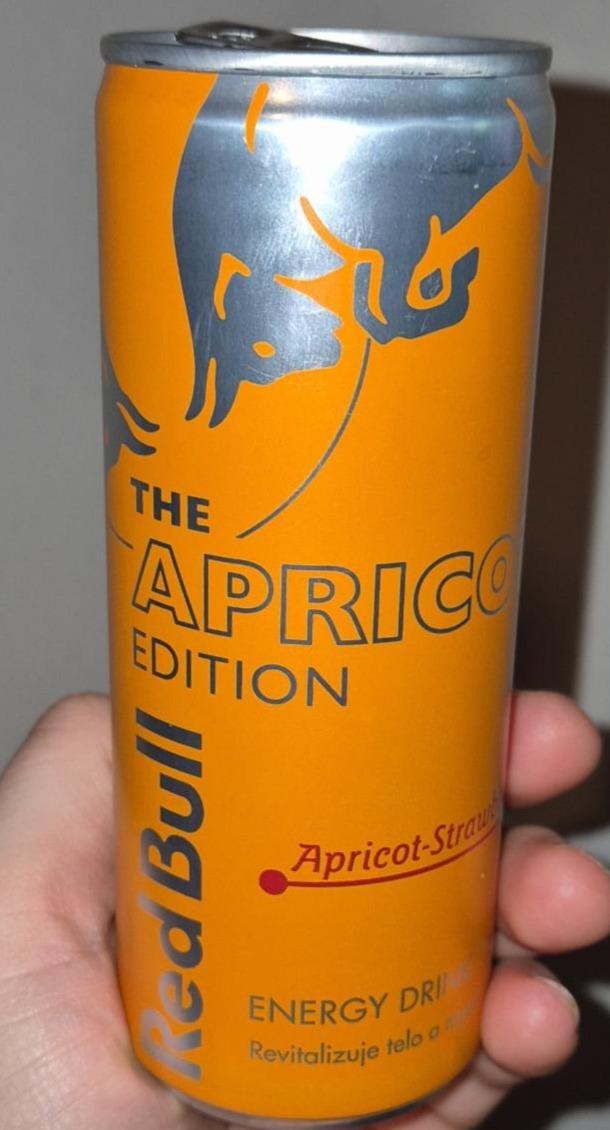 THE
APRICO
EDITION
Red Bull
Apricot-Straw
ENERGY DRIN
Revitalizuje telo a